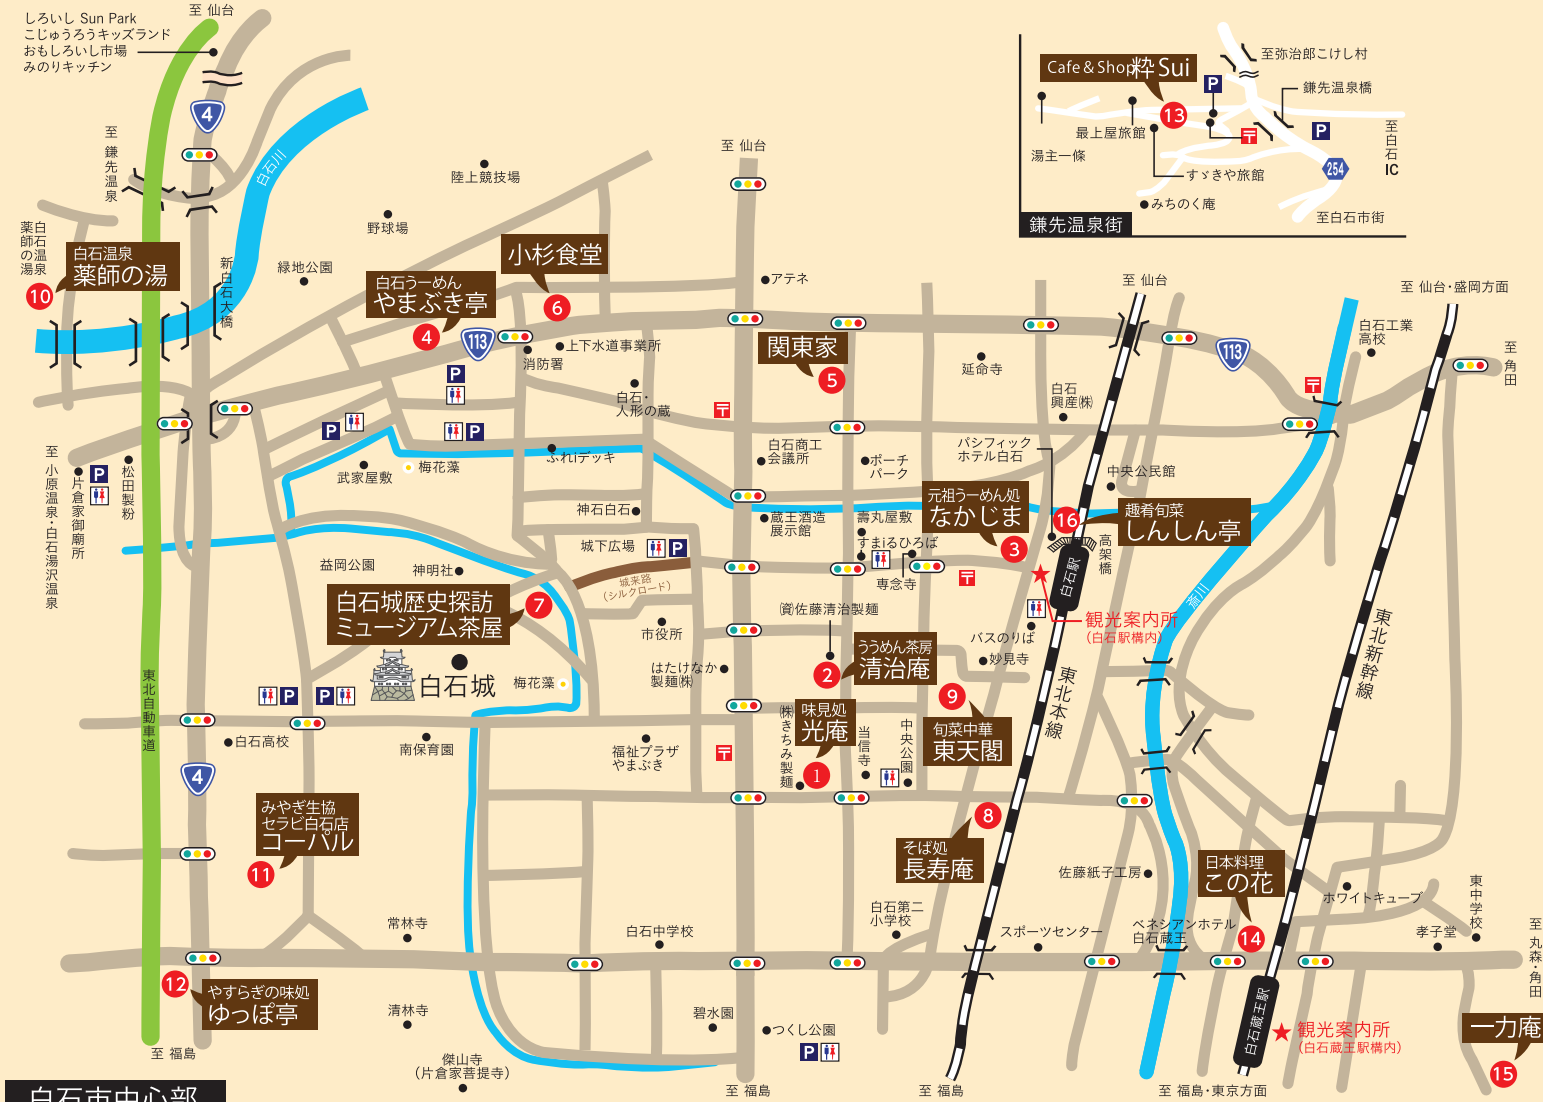 しろいし Sun Park
こじゅうろうキッズランド
おもしろいし市場
みのりキッチン
至 仙台
4
至 鎌先温泉
白石川
陸上競技場
野球場
緑地公園
新白石大橋
白石温泉
薬師の湯
白石温泉
薬師の湯
10
白石うーめん
やまぶき亭
4
113
小杉食堂
6
消防署
上下水道事業所
白石・
人形の蔵
至 仙台
アテネ
関東家
5
延命寺
白石
興産㈱
至 仙台
113
至 仙台・盛岡方面
白石工業
高校
至 角田
Cafe & Shop 粋 Sui
13
最上屋旅館
湯主一條
すゞきや旅館
みちのく庵
至弥治郎こけし村
鎌先温泉橋
P
P
254
至白石IC
至白石市街
鎌先温泉街
P
P
P
武家屋敷
梅花藻
ふれiデッキ
白石商工
会議所
ポーチ
パーク
パシフィック
ホテル白石
中央公民館
至 小原温泉・白石湯沢温泉
P
片倉家御廟所
松田製粉
神石白石
城下広場
P
蔵王酒造
展示館
壽丸屋敷
すまiるひろば
専念寺
元祖うーめん処
なかじま
3
16
趣肴旬菜
しんしん亭
高架橋
白石駅
益岡公園
神明社
城来路
(シルクロード)
白石城歴史探訪
ミュージアム茶屋
7
市役所
㈾佐藤清治製麺
はたけなか
製麺㈱
2
ううめん茶房
清治庵
バスのりば
妙見寺
観光案内所
(白石駅構内)
斎川
東北本線
東北新幹線
白石城
梅花藻
P
P
東北自動車道
白石高校
南保育園
福祉プラザ
やまぶき
㈱きちみ製麺
味見処
光庵
1
当信寺
中央公園
9
旬菜中華
東天閣
4
みやぎ生協
セラビ白石店
コーパル
11
8
そば処
長寿庵
佐藤紙子工房
日本料理
この花
14
ホワイトキューブ
東中学校
孝子堂
至 丸森・角田
常林寺
白石中学校
白石第二
小学校
スポーツセンター
ベネシアンホテル
白石蔵王
12
やすらぎの味処
ゆっぽ亭
清林寺
碧水園
つくし公園
P
傑山寺
(片倉家菩提寺)
至 福島
至 福島
至 福島
至 福島・東京方面
白石蔵王駅
観光案内所
(白石蔵王駅構内)
一力庵
15
白石市中心部